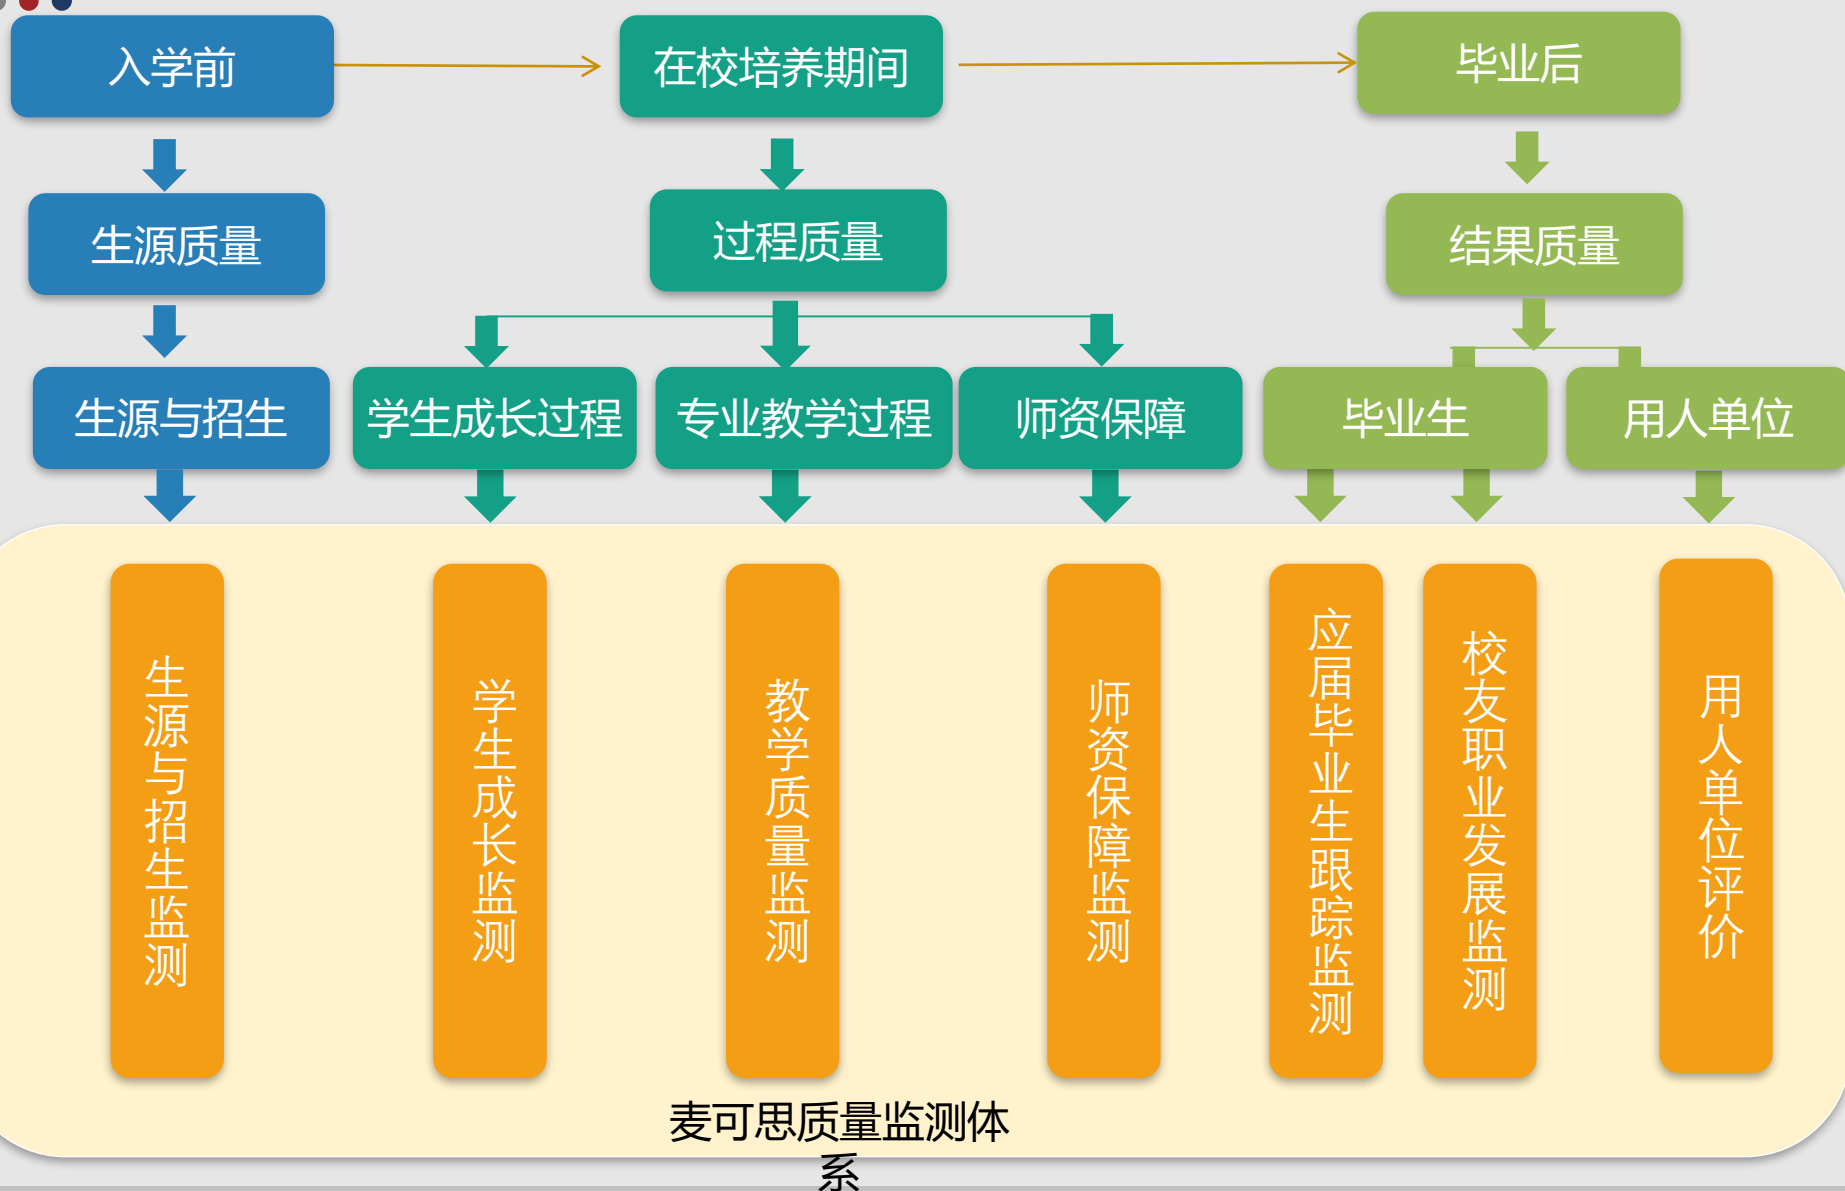 入学前
在校培养期间
毕业后
生源质量
过程质量
结果质量
生源与招生
学生成长过程
专业教学过程
师资保障
毕业生
用人单位
生源与招生监测
学生成长监测
教学质量监测
师资保障监测
应届毕业生跟踪监测
校友职业发展监测
用人单位评价
麦可思质量监测体
系